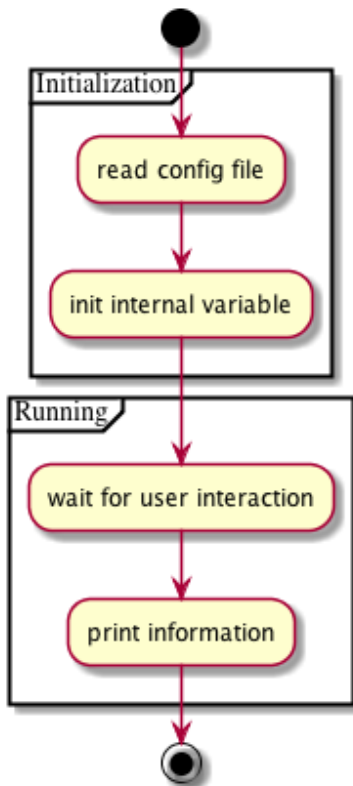 Initialization
read config file
init internal variable
Running
wait for user interaction
print information